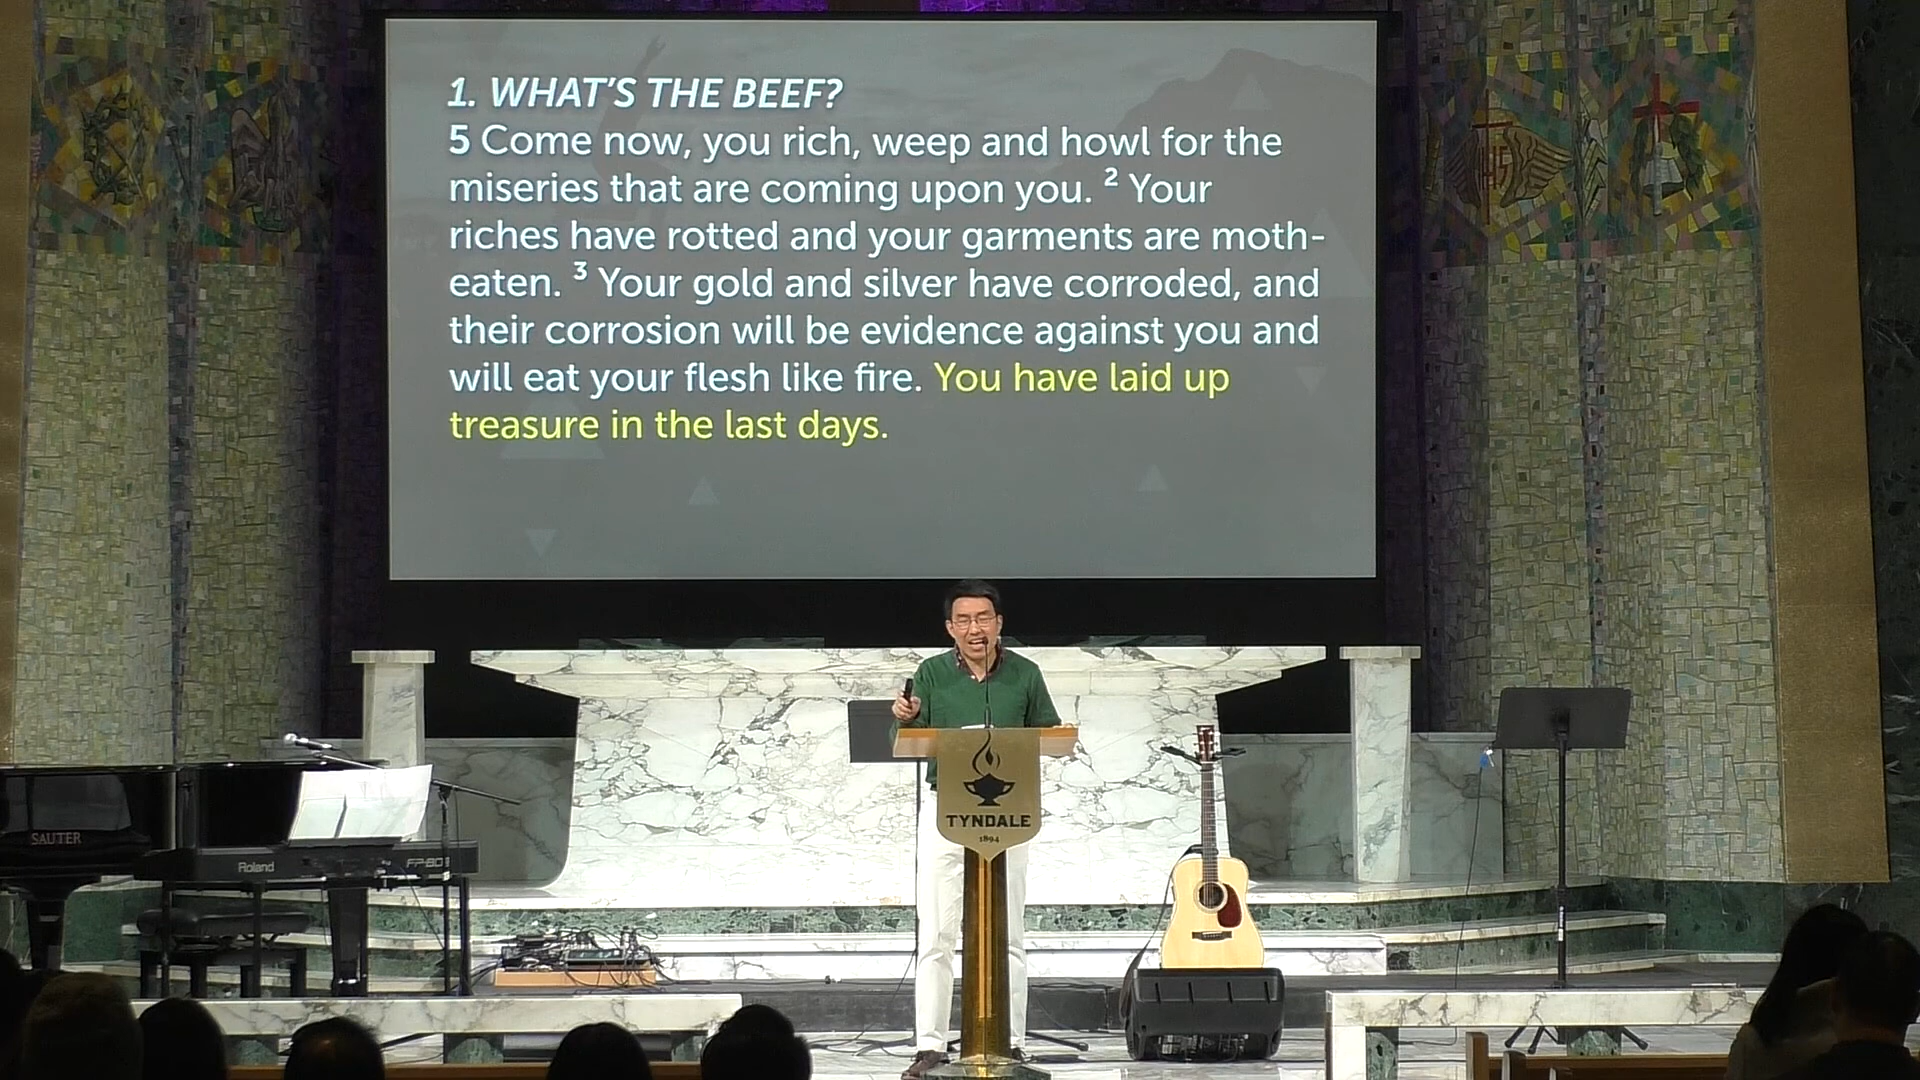 1. WHAT'S THE BEEF?
5 Come now, you rich, weep and howl for the
miseries that are coming upon you. ² Your
riches have rotted and your garments are moth-
eaten. ³ Your gold and silver have corroded, and
their corrosion will be evidence against you and
will eat your flesh like fire. You have laid up
treasure in the last days.
IHS
TYNDALE
1894
SAUTER
Roland
FP-80